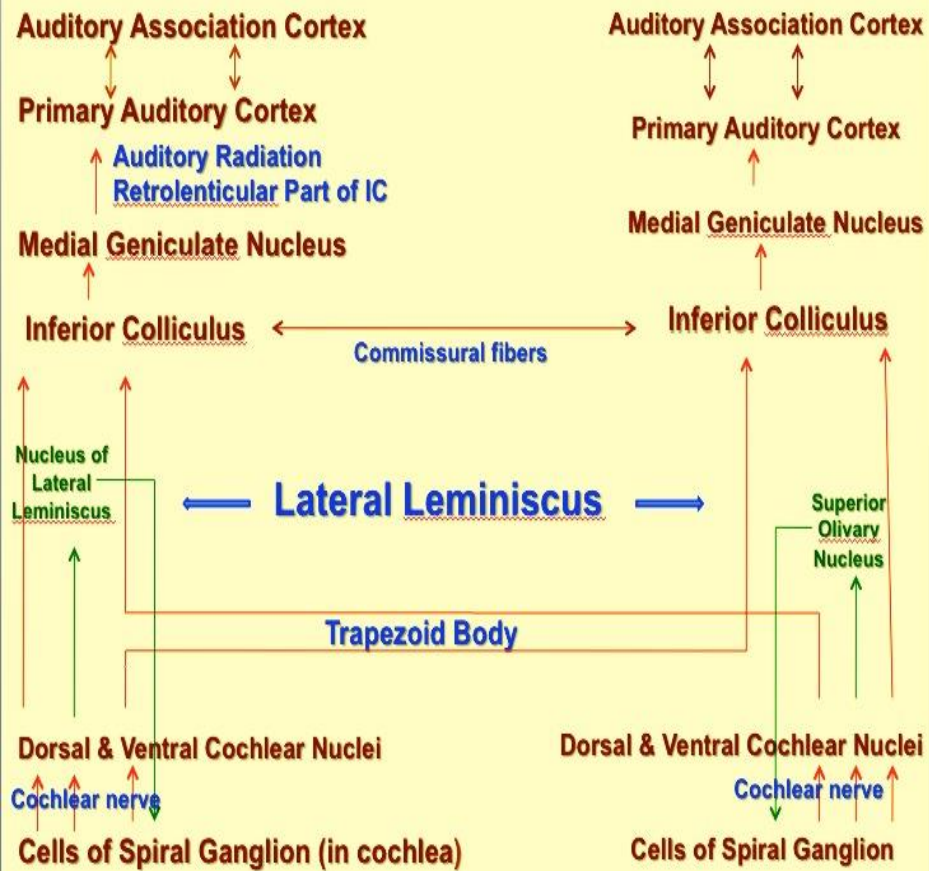 Auditory Association Cortex
Auditory Association Cortex
Primary Auditory Cortex
Primary Auditory Cortex
Auditory Radiation
Retrolenticular Part of IC
Medial Geniculate Nucleus
Medial Geniculate Nucleus
Inferior Colliculus
Inferior Colliculus
Commissural fibers
Nucleus of
Lateral
Leminiscus
Lateral Leminiscus
Superior
Olivary
Nucleus
Trapezoid Body
Dorsal & Ventral Cochlear Nuclei
Dorsal & Ventral Cochlear Nuclei
Cochlear nerve
Cochlear nerve
Cells of Spiral Ganglion (in cochlea)
Cells of Spiral Ganglion